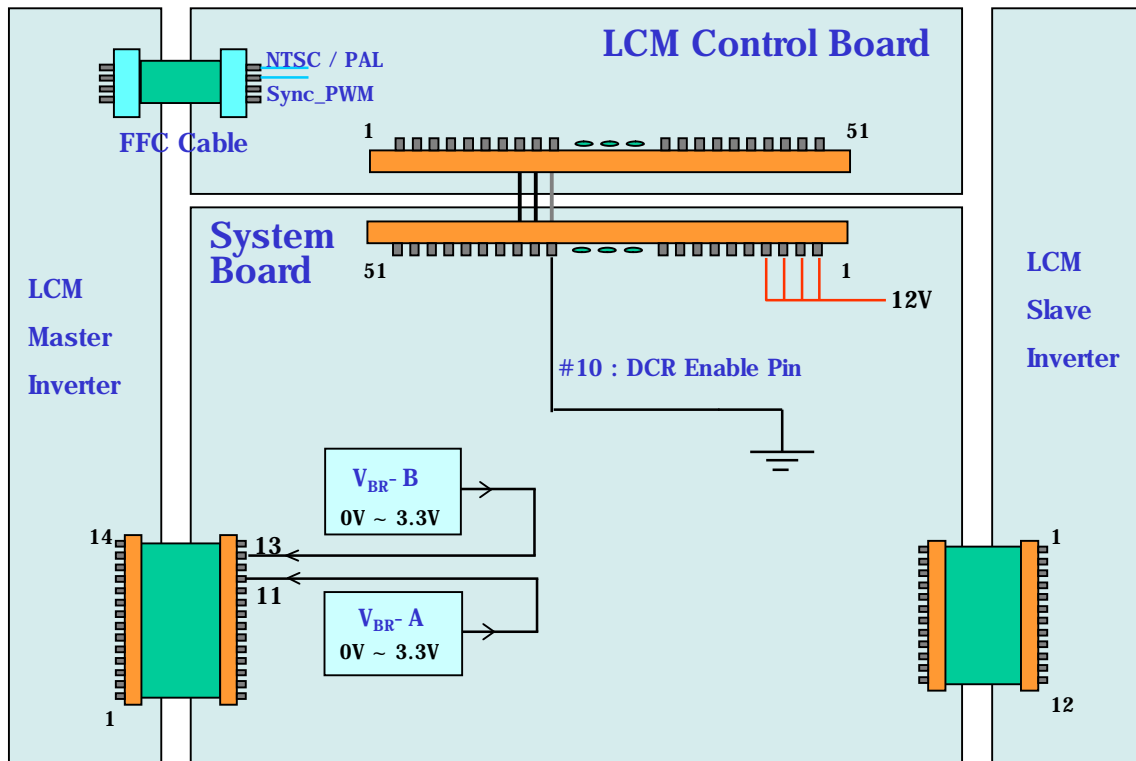 LCM Control Board
NTSC / PAL
Sync_PWM
FFC Cable
1
51
System
Board
51
1
12V
#10 : DCR Enable Pin
LCM
Master
Inverter
LCM
Slave
Inverter
VBR- B
0V ~ 3.3V
14
13
11
1
VBR- A
0V ~ 3.3V
1
12